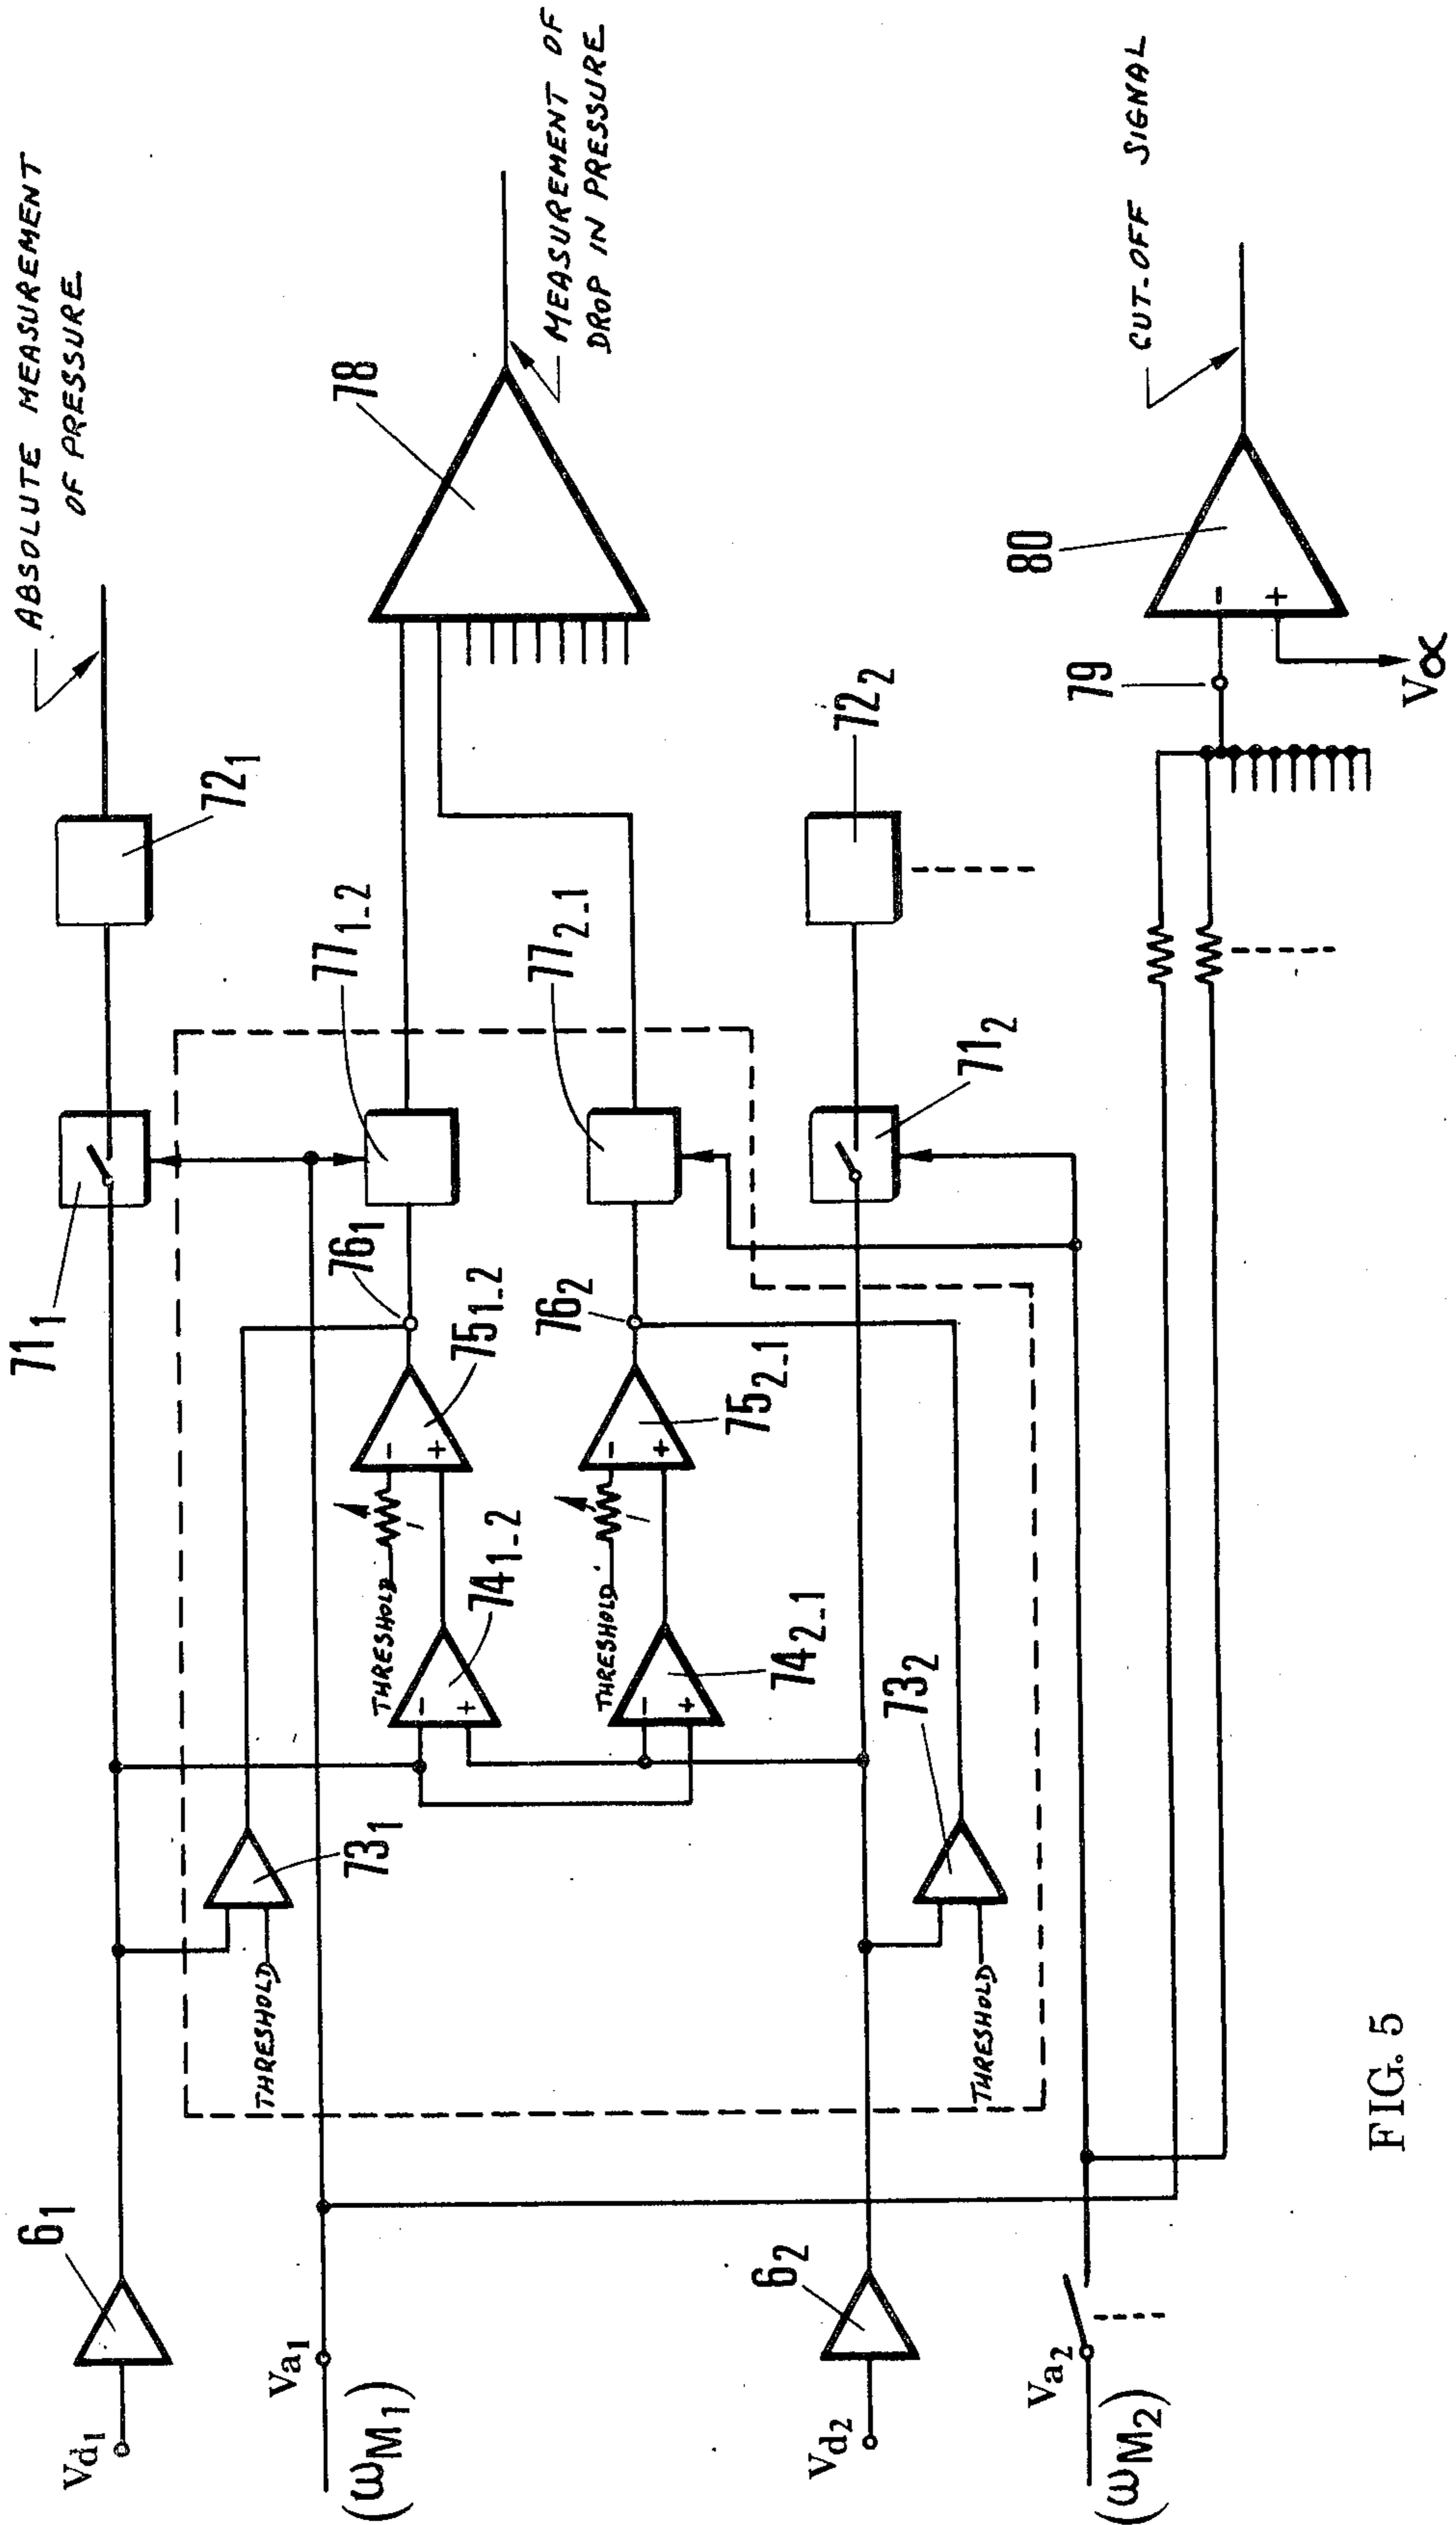 ABSOLUTE MEASUREMENT
OF PRESSURE
71₁
72₁
6₁
Vd₁
73₁
THRESHOLD
Va₁
(ωM₁)
76₁
77₁₋₂
75₁₋₂
THRESHOLD
74₁₋₂
- +
- +
78
MEASUREMENT OF
DROP IN PRESSURE
76₂
77₂₋₁
75₂₋₁
THRESHOLD
74₂₋₁
- +
- +
6₂
Vd₂
71₂
72₂
73₂
THRESHOLD
Va₂
(ωM₂)
79
80
- +
Vα
CUT-OFF SIGNAL
FIG. 5